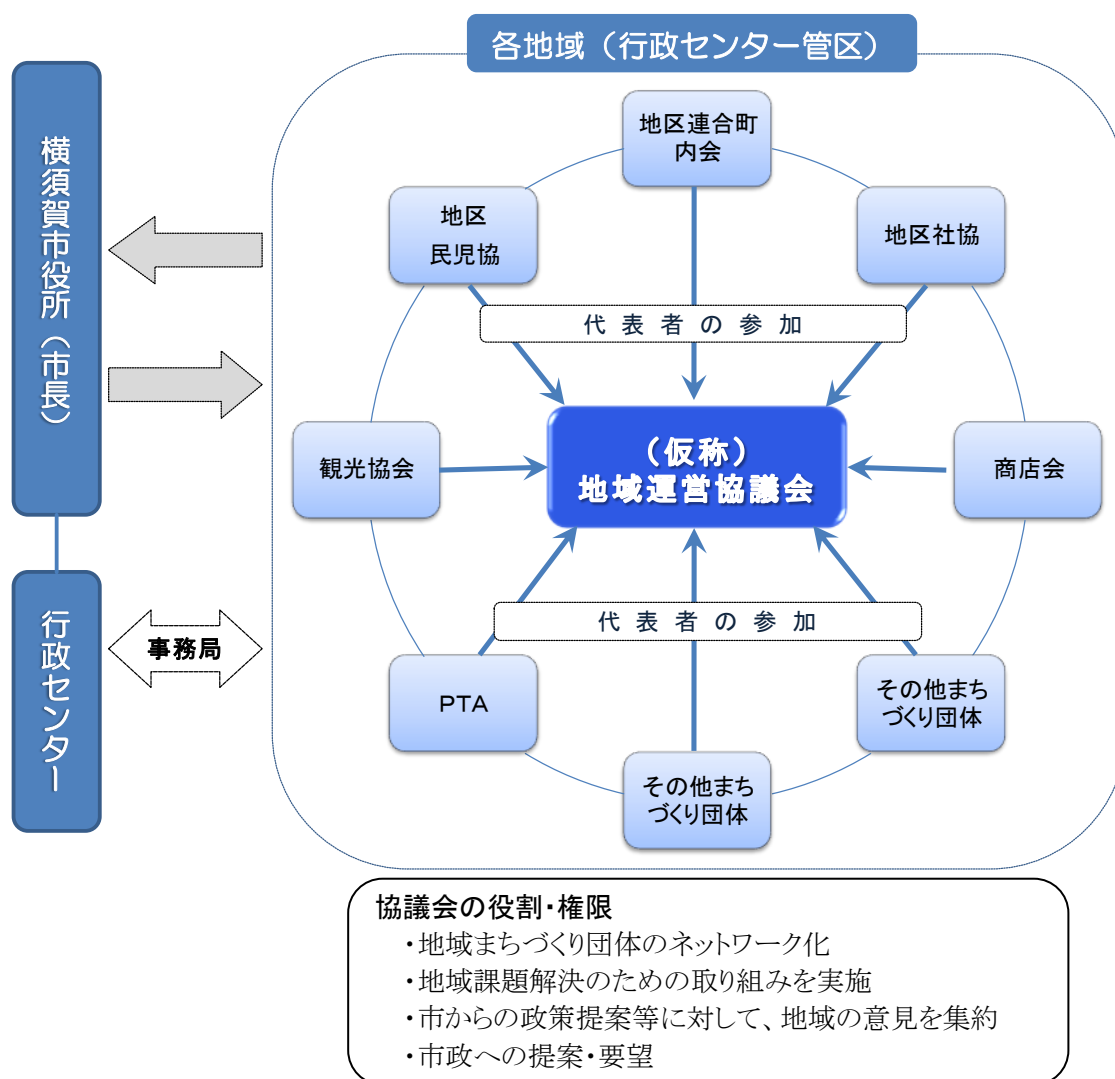 各地域（行政センター管区）
横須賀市役所（市長）
行政センター
事務局
地区連合町
内会
地区
民児協
地区社協
代表者の参加
観光協会
（仮称）
地域運営協議会
商店会
代表者の参加
PTA
その他まち
づくり団体
その他まち
づくり団体
協議会の役割・権限
・地域まちづくり団体のネットワーク化
・地域課題解決のための取り組みを実施
・市からの政策提案等に対して、地域の意見を集約
・市政への提案・要望